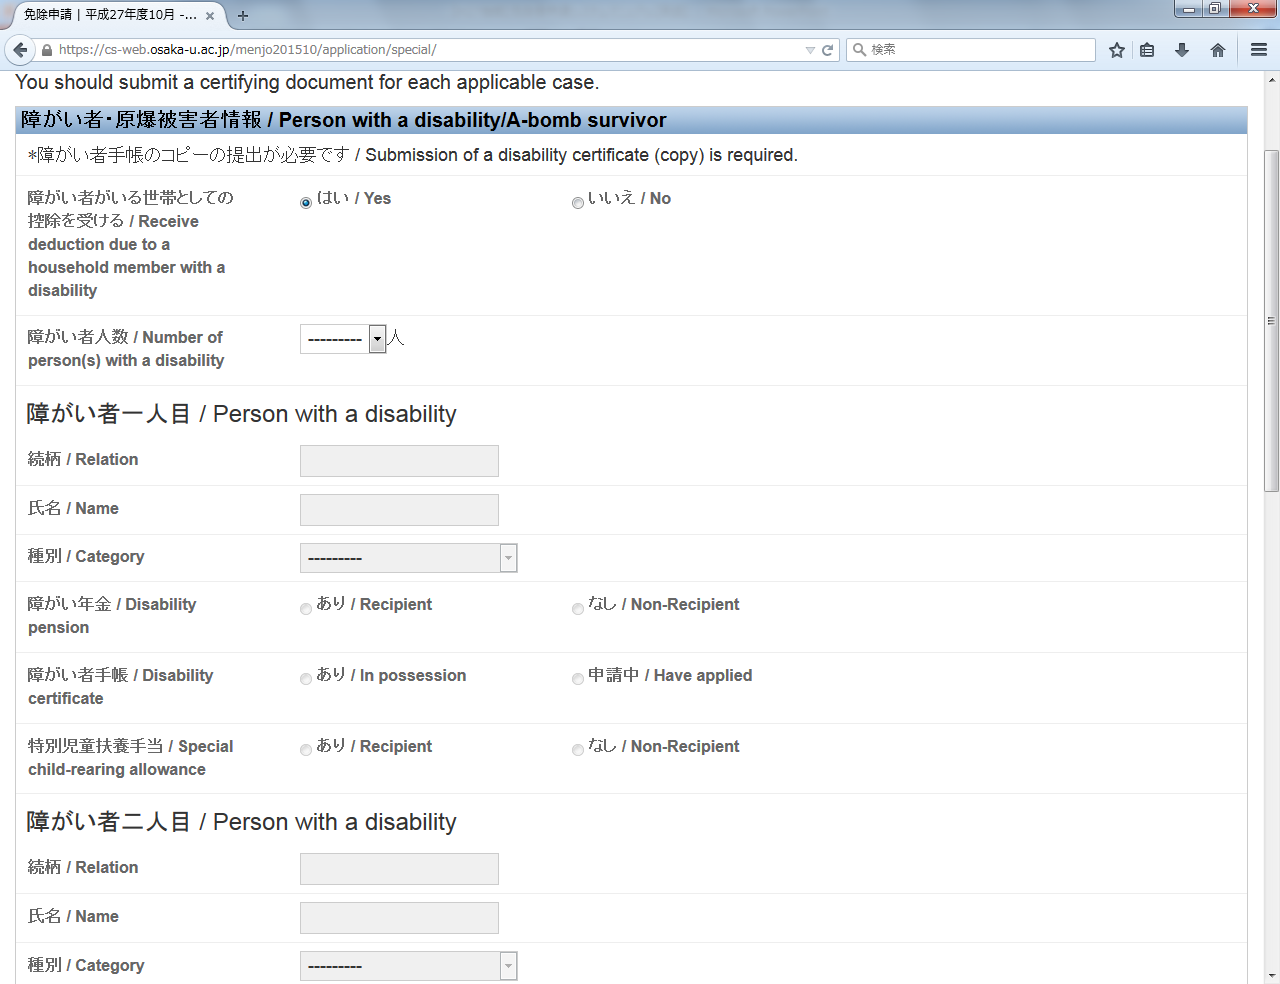 免除申請 | 平成27年度10月 -...
https://cs-web.osaka-u.ac.jp/menjo201510/application/special/
検索
You should submit a certifying document for each applicable case.
障がい者・原爆被害者情報 / Person with a disability/A-bomb survivor
*障がい者手帳のコピーの提出が必要です / Submission of a disability certificate (copy) is required.
障がい者がいる世帯としての
控除を受ける / Receive
deduction due to a
household member with a
disability
はい / Yes
いいえ / No
障がい者人数 / Number of
person(s) with a disability
---------
人
障がい者一人目 / Person with a disability
続柄 / Relation
氏名 / Name
種別 / Category
---------
障がい年金 / Disability
pension
あり / Recipient
なし / Non-Recipient
障がい者手帳 / Disability
certificate
あり / In possession
申請中 / Have applied
特別児童扶養手当 / Special
child-rearing allowance
あり / Recipient
なし / Non-Recipient
障がい者二人目 / Person with a disability
続柄 / Relation
氏名 / Name
種別 / Category
---------